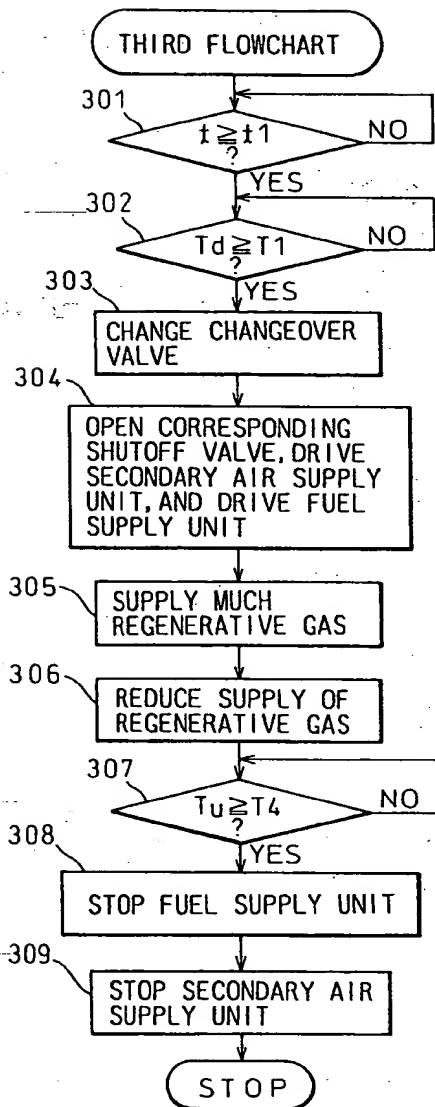 THIRD FLOWCHART
301
t≧t1
?
NO
YES
302
Td≧T1
?
NO
YES
303
CHANGE CHANGEOVER
VALVE
304
OPEN CORRESPONDING
SHUTOFF VALVE, DRIVE
SECONDARY AIR SUPPLY
UNIT, AND DRIVE FUEL
SUPPLY UNIT
305
SUPPLY MUCH
REGENERATIVE GAS
306
REDUCE SUPPLY OF
REGENERATIVE GAS
307
Tu≧T4
?
NO
YES
308
STOP FUEL SUPPLY UNIT
309
STOP SECONDARY AIR
SUPPLY UNIT
STOP